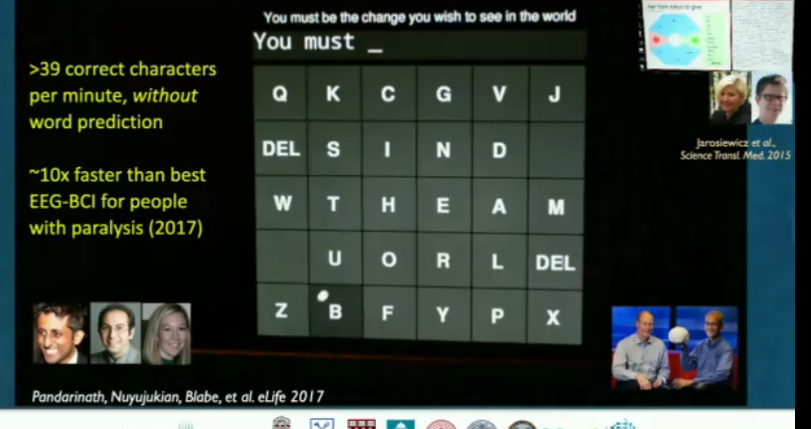 You must be the change you wish to see in the world
You must _
>39 correct characters
per minute, without
word prediction
~10x faster than best
EEG-BCI for people
with paralysis (2017)
Q K C G V J
DEL S I N D
W T H E A M
U O R L DEL
Z B F Y P X
Jarosiewicz et al.,
Science Transl. Med. 2015
Pandarinath, Nuyujukian, Blabe, et al. eLife 2017